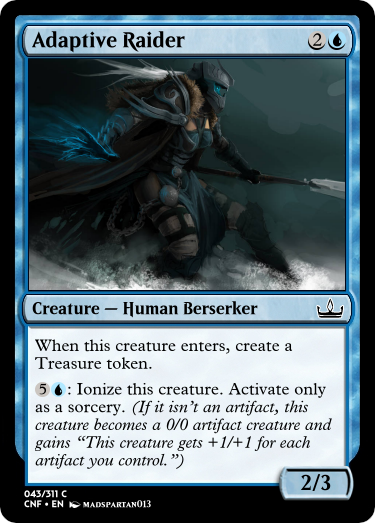 Adaptive Raider 2
Creature — Human Berserker
When this creature enters, create a
Treasure token.
5: Ionize this creature. Activate only
as a sorcery. (If it isn't an artifact, this
creature becomes a 0/0 artifact creature and
gains “This creature gets +1/+1 for each
artifact you control.”)
2/3
043/311 C
CNF • EN MADSPARTAN013